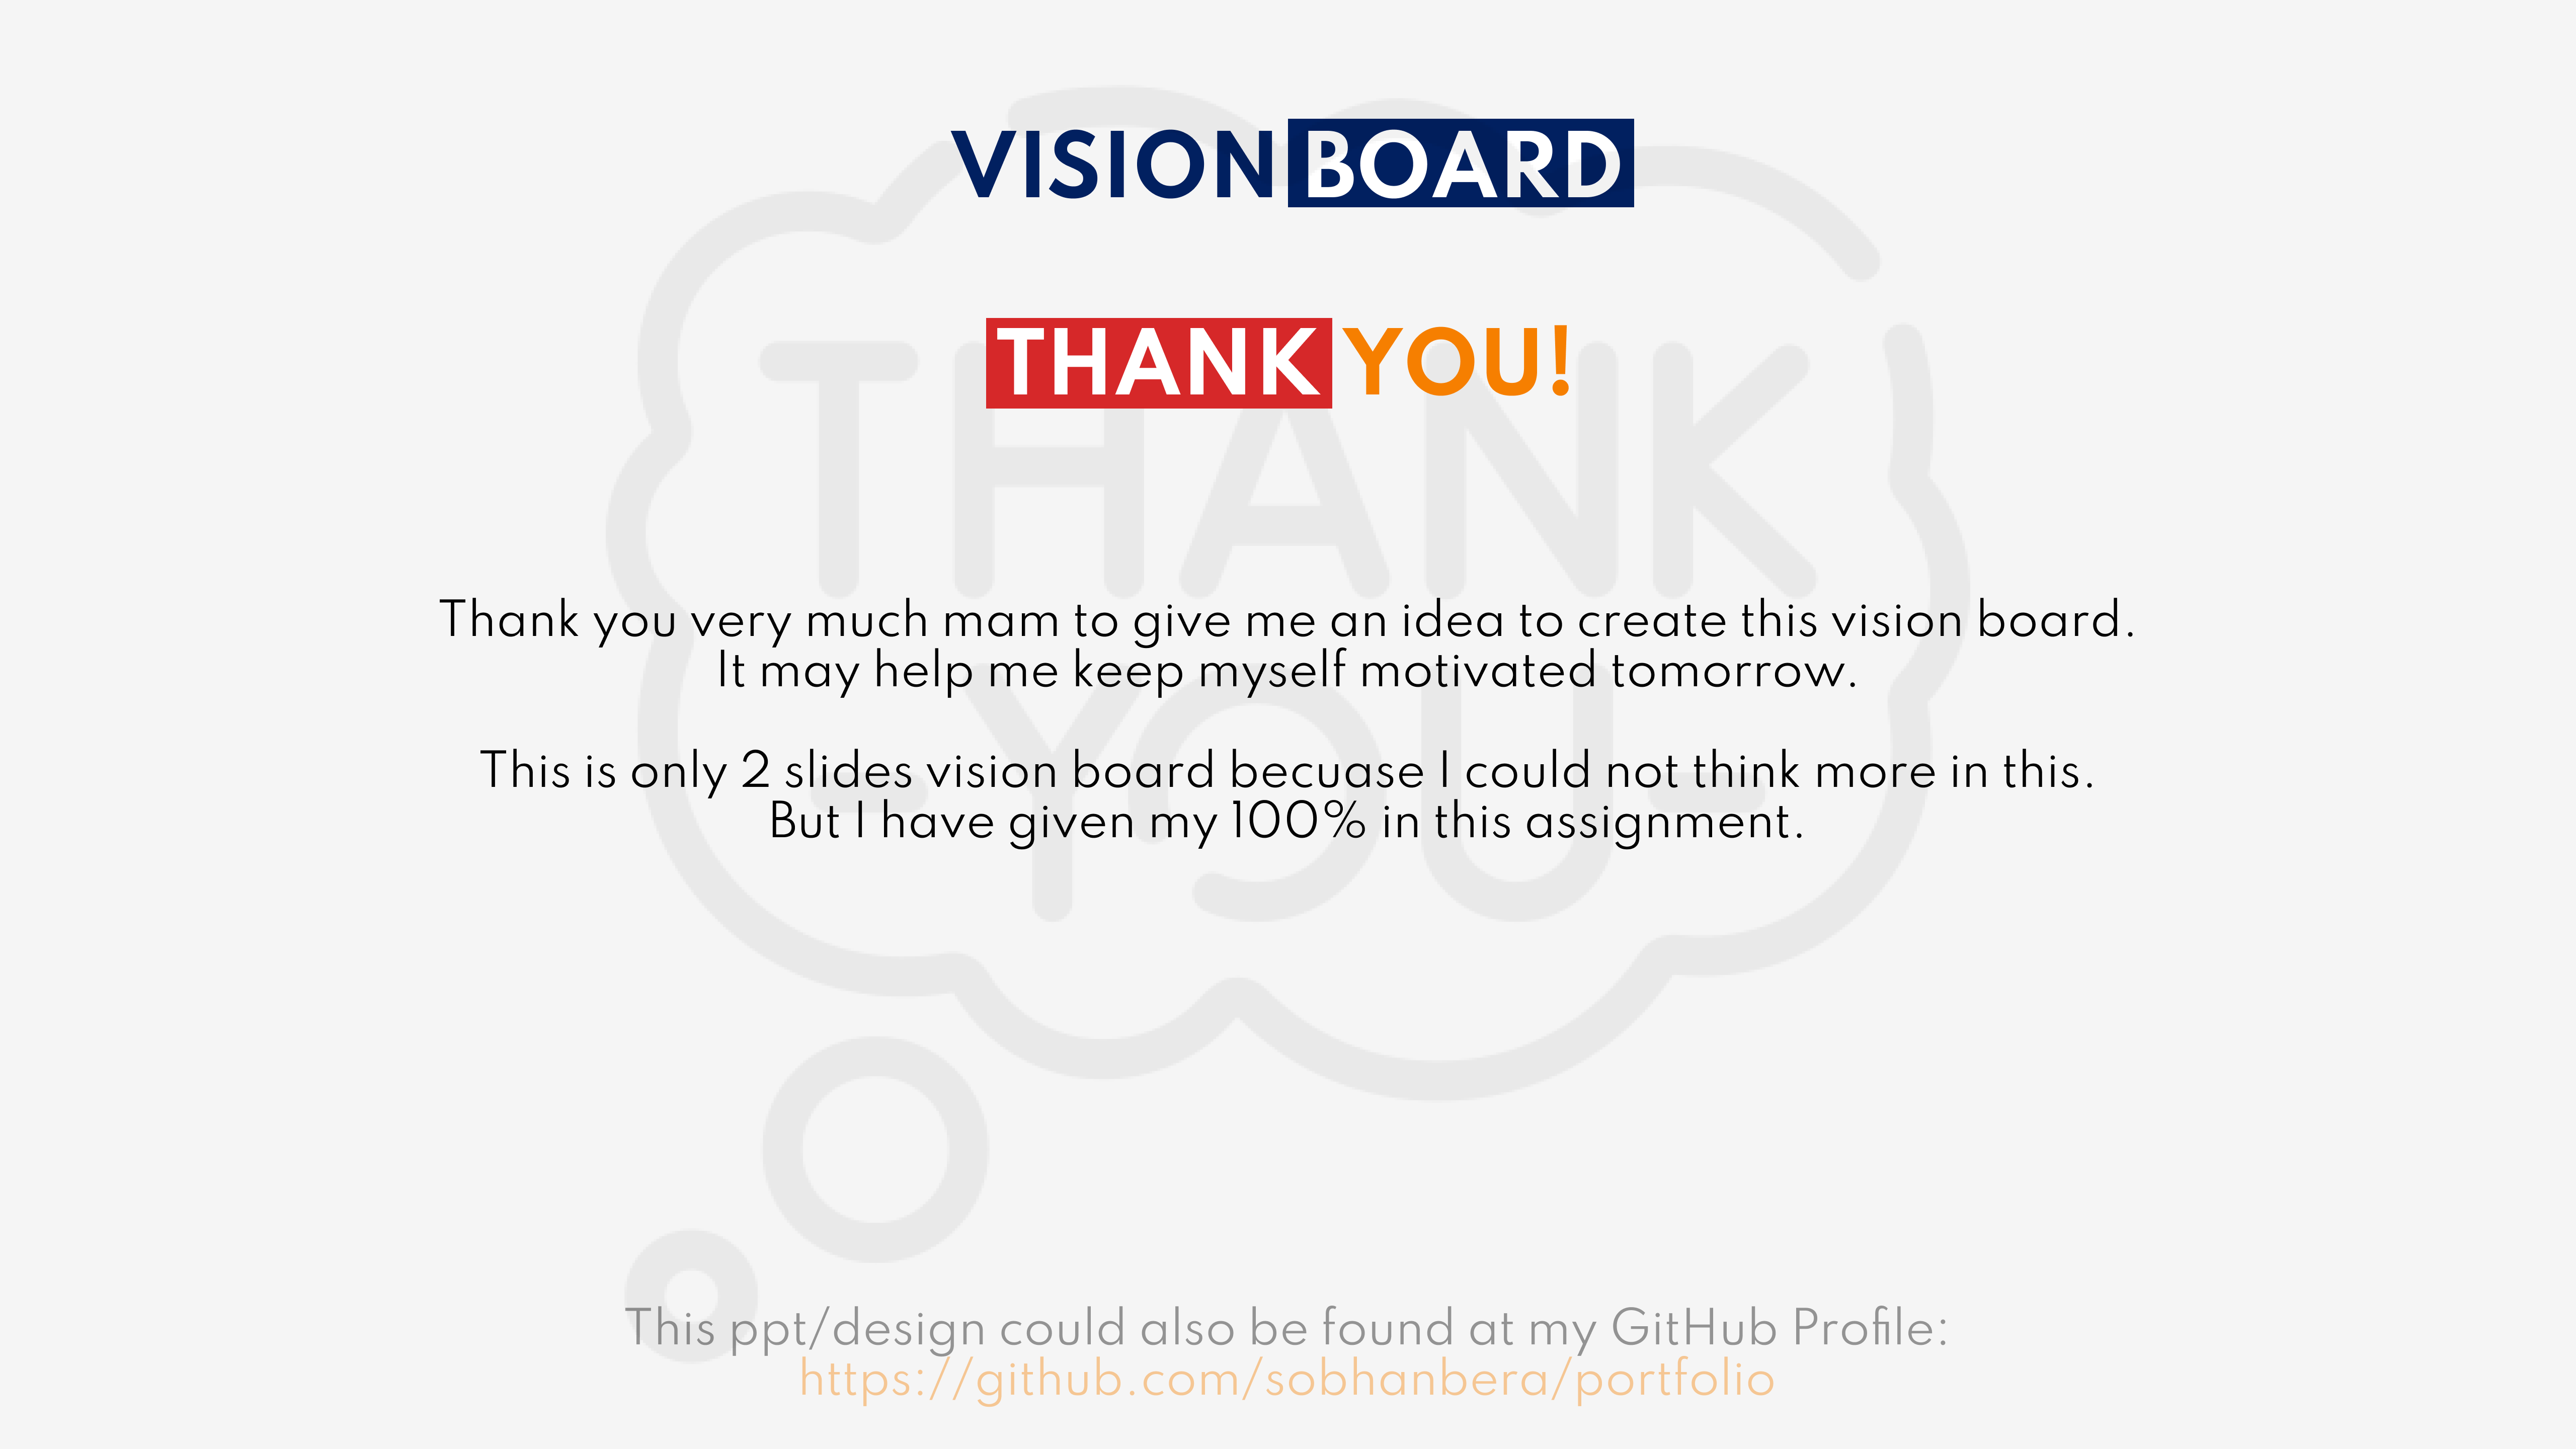 VISION BOARD
THANK YOU!
THANK
YOU
Thank you very much mam to give me an idea to create this vision board.
It may help me keep myself motivated tomorrow.
This is only 2 slides vision board becuase I could not think more in this.
But I have given my 100% in this assignment.
This ppt/design could also be found at my GitHub Profile:
https://github.com/sobhanbera/portfolio